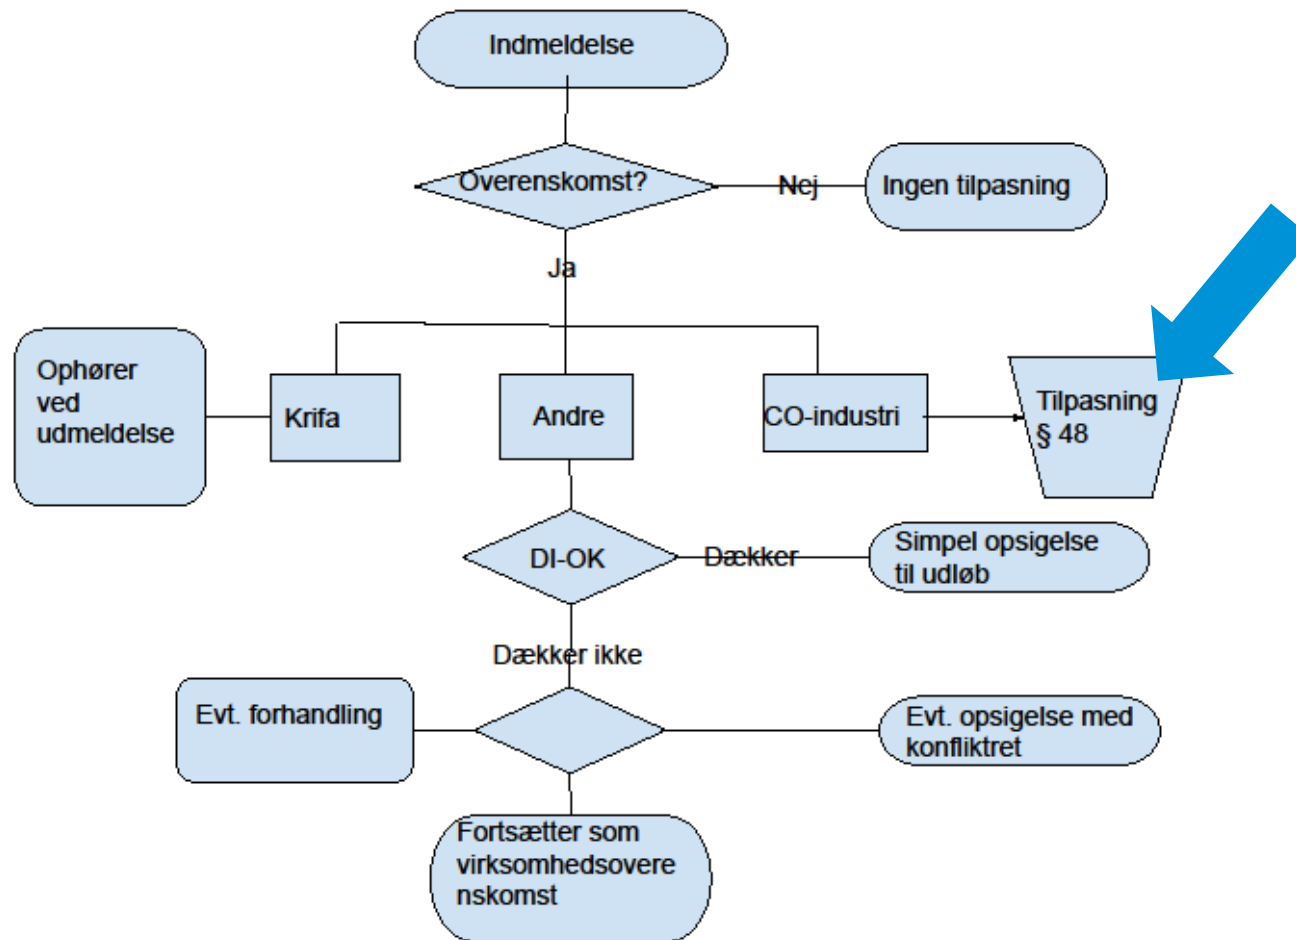 Indmeldelse
Overenskomst?
Nej
Ingen tilpasning
Ja
Ophører
ved
udmeldelse
Krifa
Andre
CO-industri
Tilpasning
§ 48
DI-OK
Dækker
Simpel opsigelse
til udløb
Dækker ikke
Evt. forhandling
Evt. opsigelse med
konfliktret
Fortsætter som
virksomhedsovere
nskomst